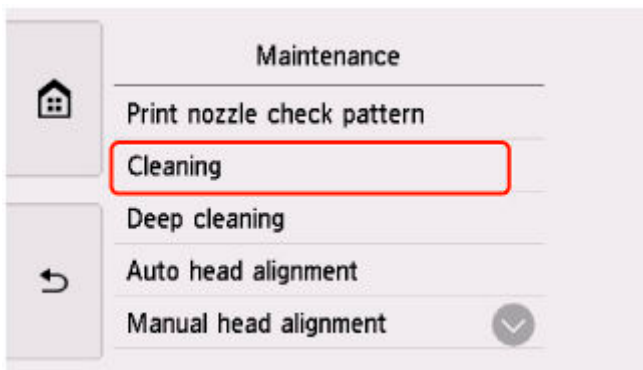 Maintenance
Print nozzle check pattern
Cleaning
Deep cleaning
Auto head alignment
Manual head alignment